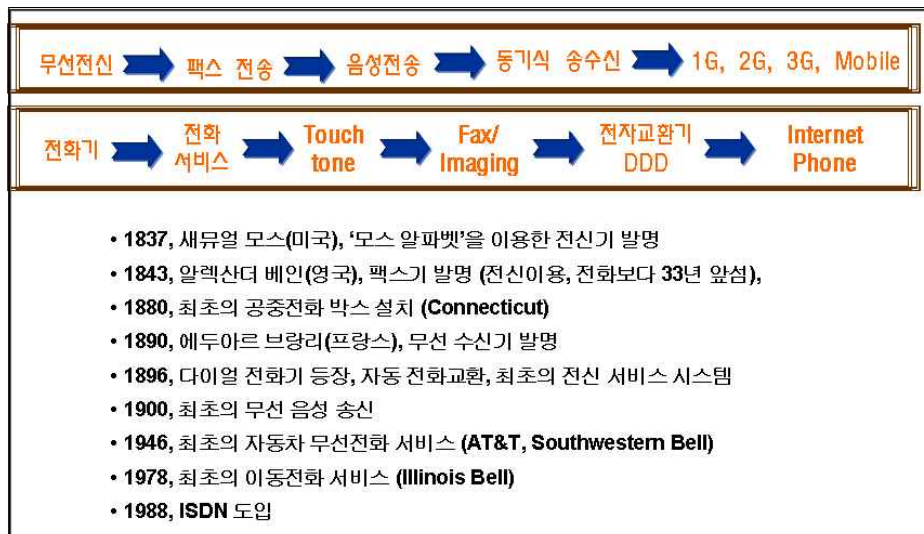 무선전신 팩스 전송 음성전송 동기식 송수신 1G, 2G, 3G, Mobile
전화기 전화 서비스 Touch tone Fax/ Imaging 전자교환기 DDD Internet Phone
• 1837, 새뮤얼 모스(미국), ‘모스 알파벳’을 이용한 전신기 발명
• 1843, 알렉산더 베인(영국), 팩스기 발명 (전신이용, 전화보다 33년 앞섬),
• 1880, 최초의 공중전화 박스 설치 (Connecticut)
• 1890, 에두아르 브랑리(프랑스), 무선 수신기 발명
• 1896, 다이얼 전화기 등장, 자동 전화교환, 최초의 전신 서비스 시스템
• 1900, 최초의 무선 음성 송신
• 1946, 최초의 자동차 무선전화 서비스 (AT&T, Southwestern Bell)
• 1978, 최초의 이동전화 서비스 (Illinois Bell)
• 1988, ISDN 도입